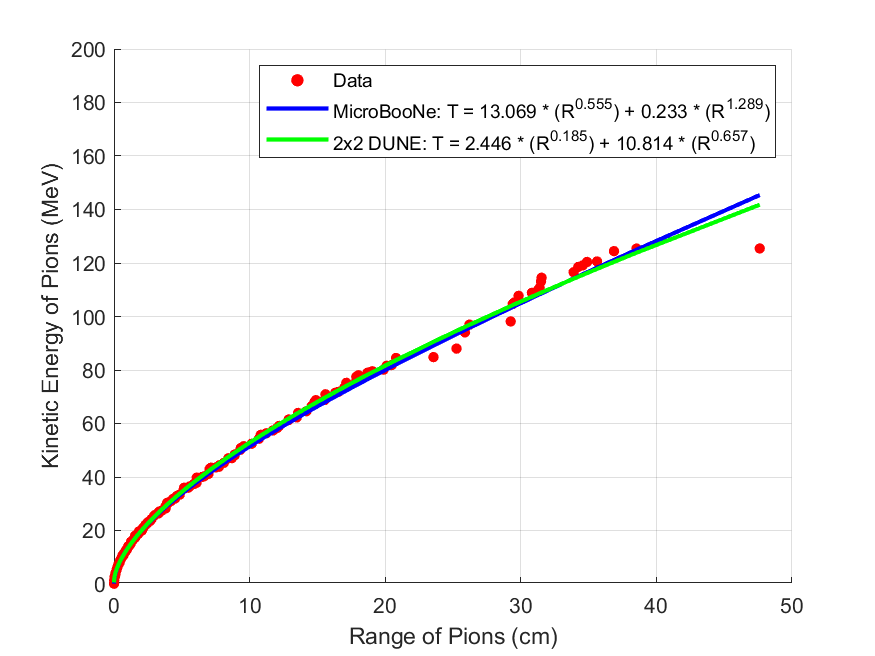 200
180
160
140
120
100
80
60
40
20
0
Kinetic Energy of Pions (MeV)
Data
MicroBooNe: T = 13.069 * (R^0.555) + 0.233 * (R^1.289)
2x2 DUNE: T = 2.446 * (R^0.185) + 10.814 * (R^0.657)
0 10 20 30 40 50
Range of Pions (cm)